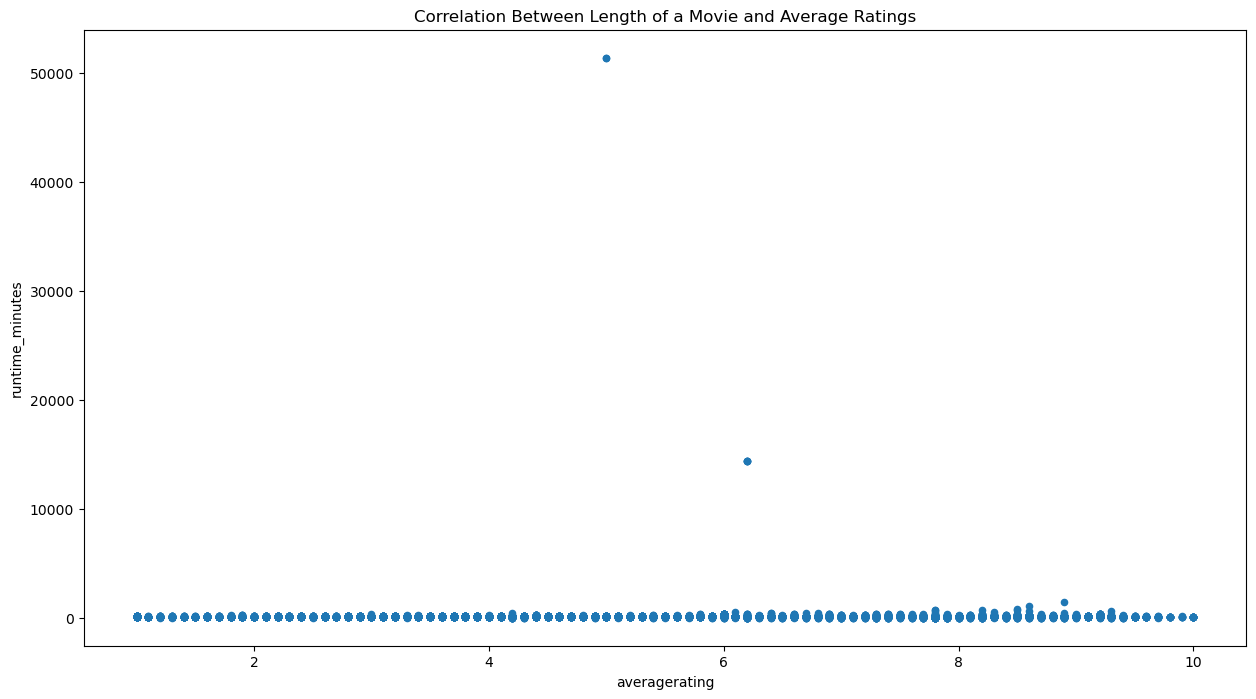 Correlation Between Length of a Movie and Average Ratings
50000
40000
30000
20000
10000
0
runtime_minutes
2 4 6 8 10
averagerating